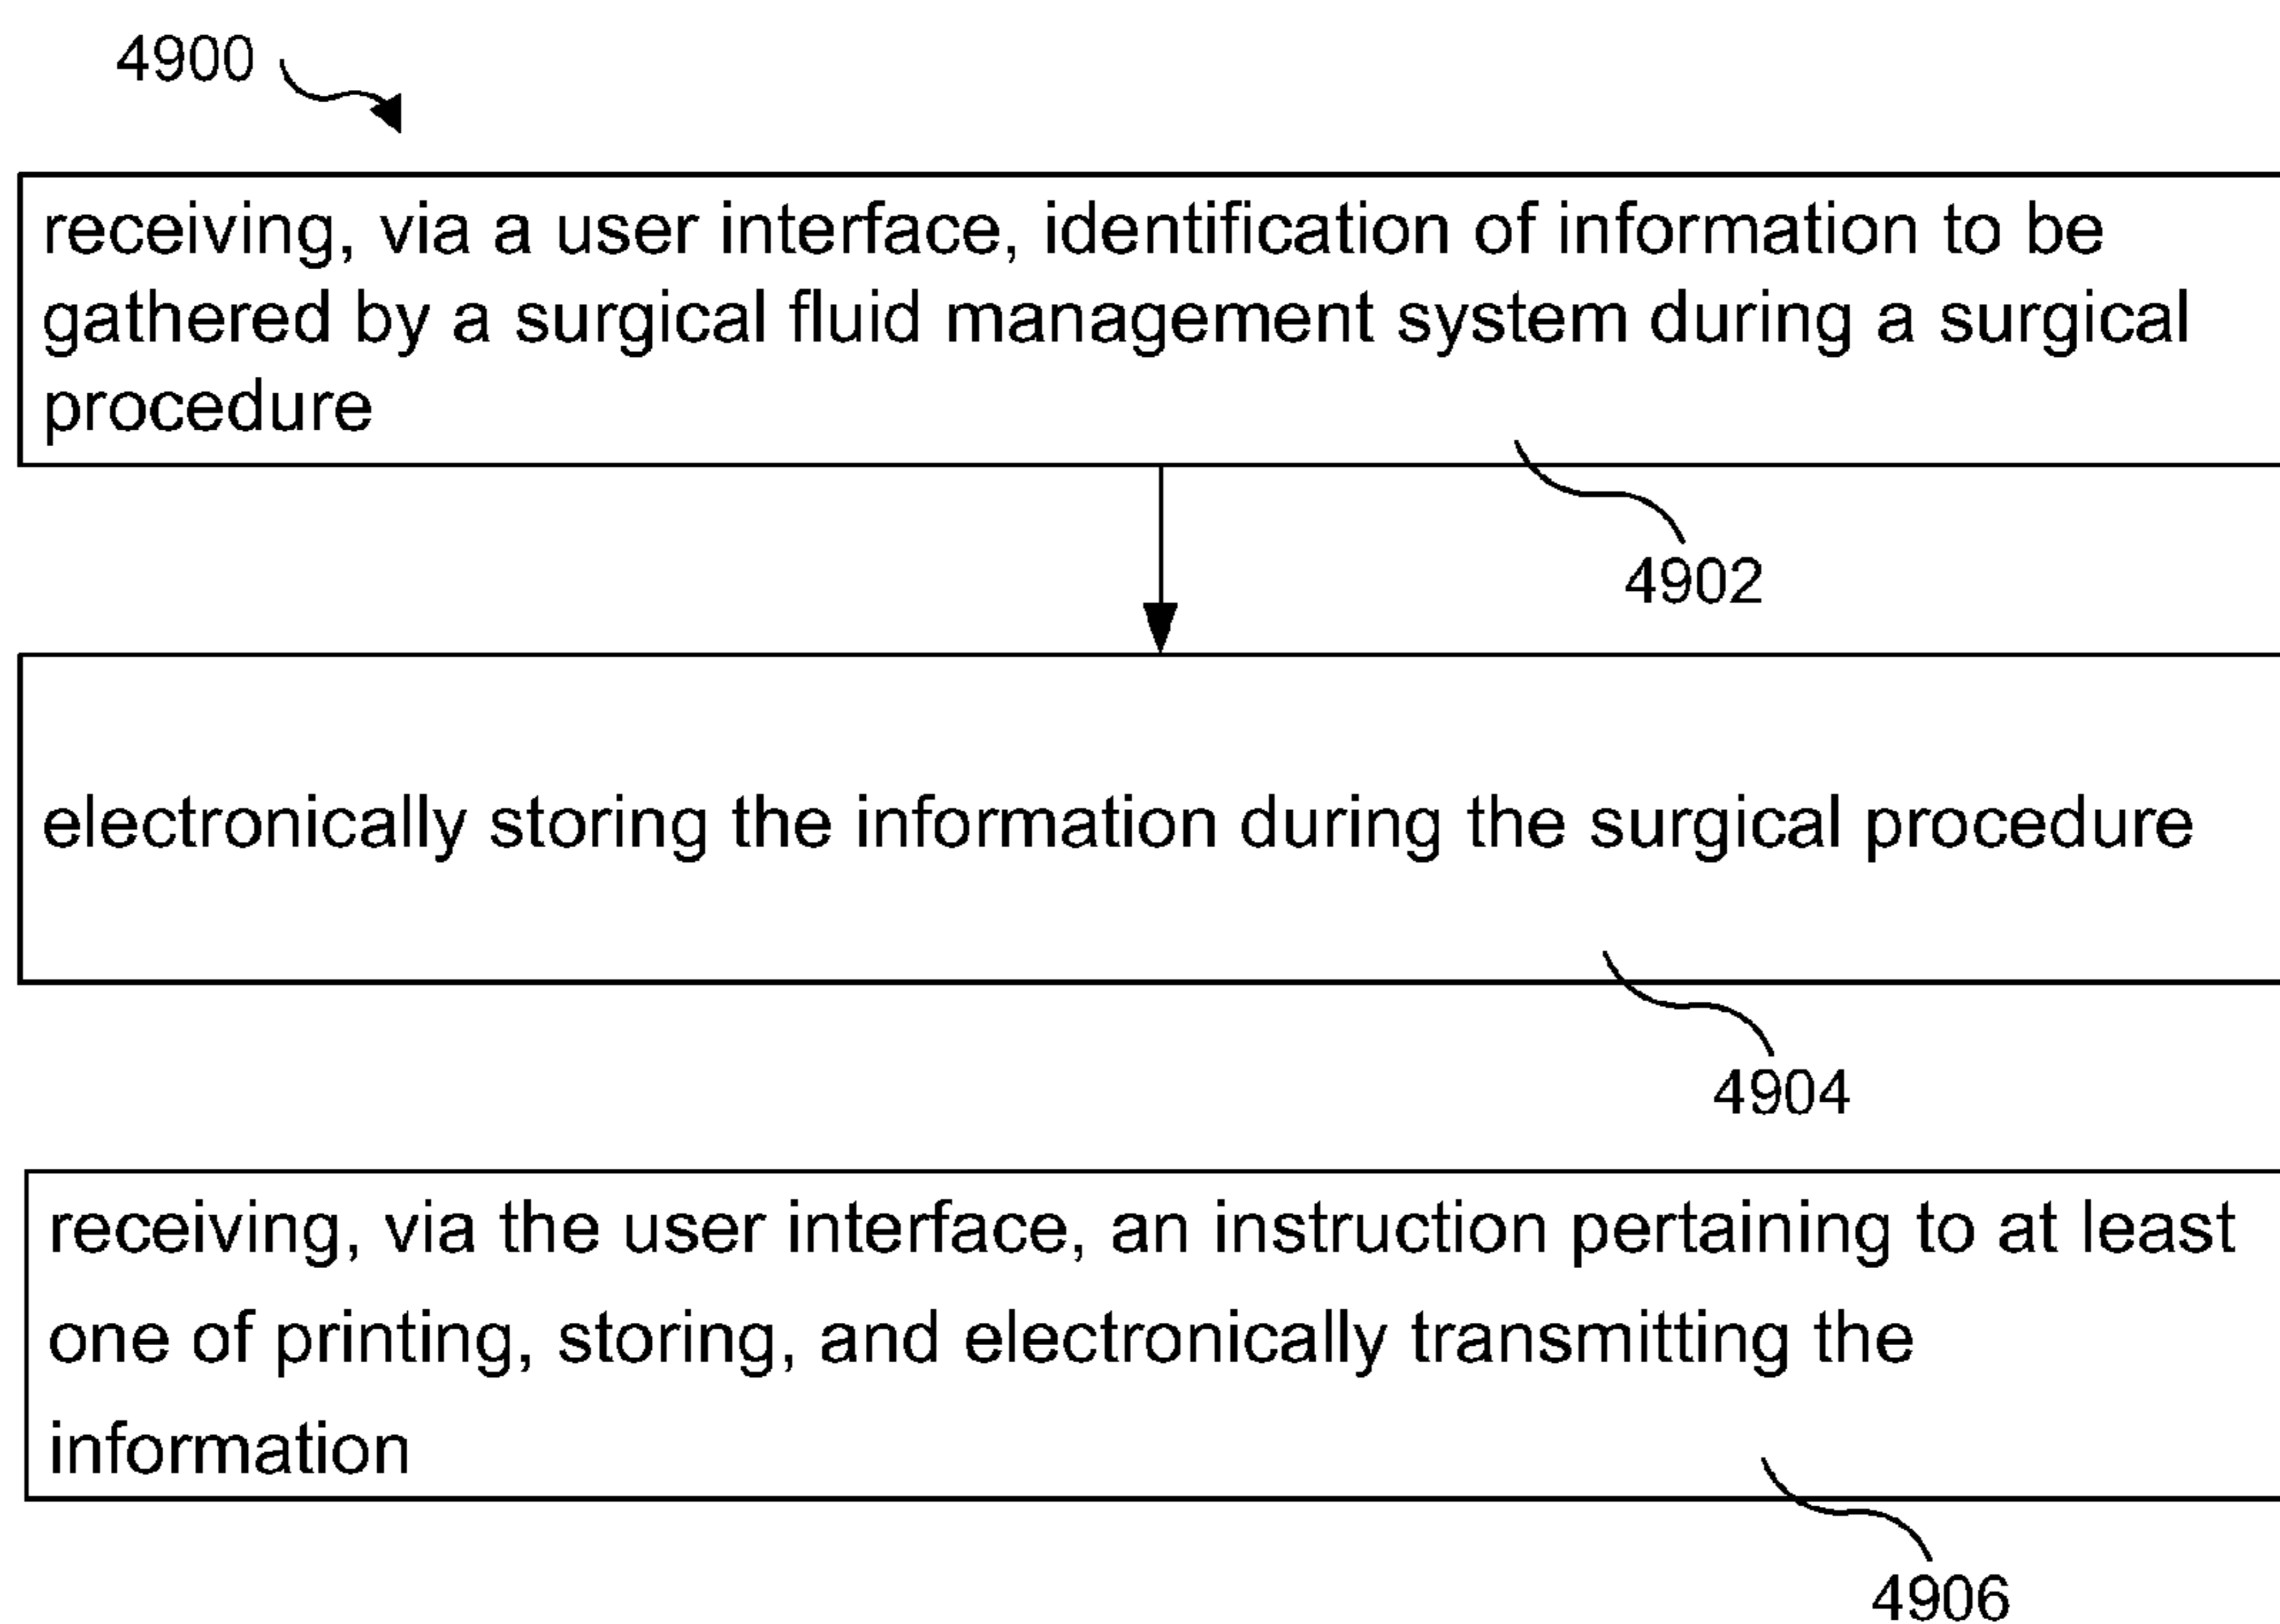 4900
receiving, via a user interface, identification of information to be
gathered by a surgical fluid management system during a surgical
procedure
4902
electronically storing the information during the surgical procedure
4904
receiving, via the user interface, an instruction pertaining to at least
one of printing, storing, and electronically transmitting the
information
4906